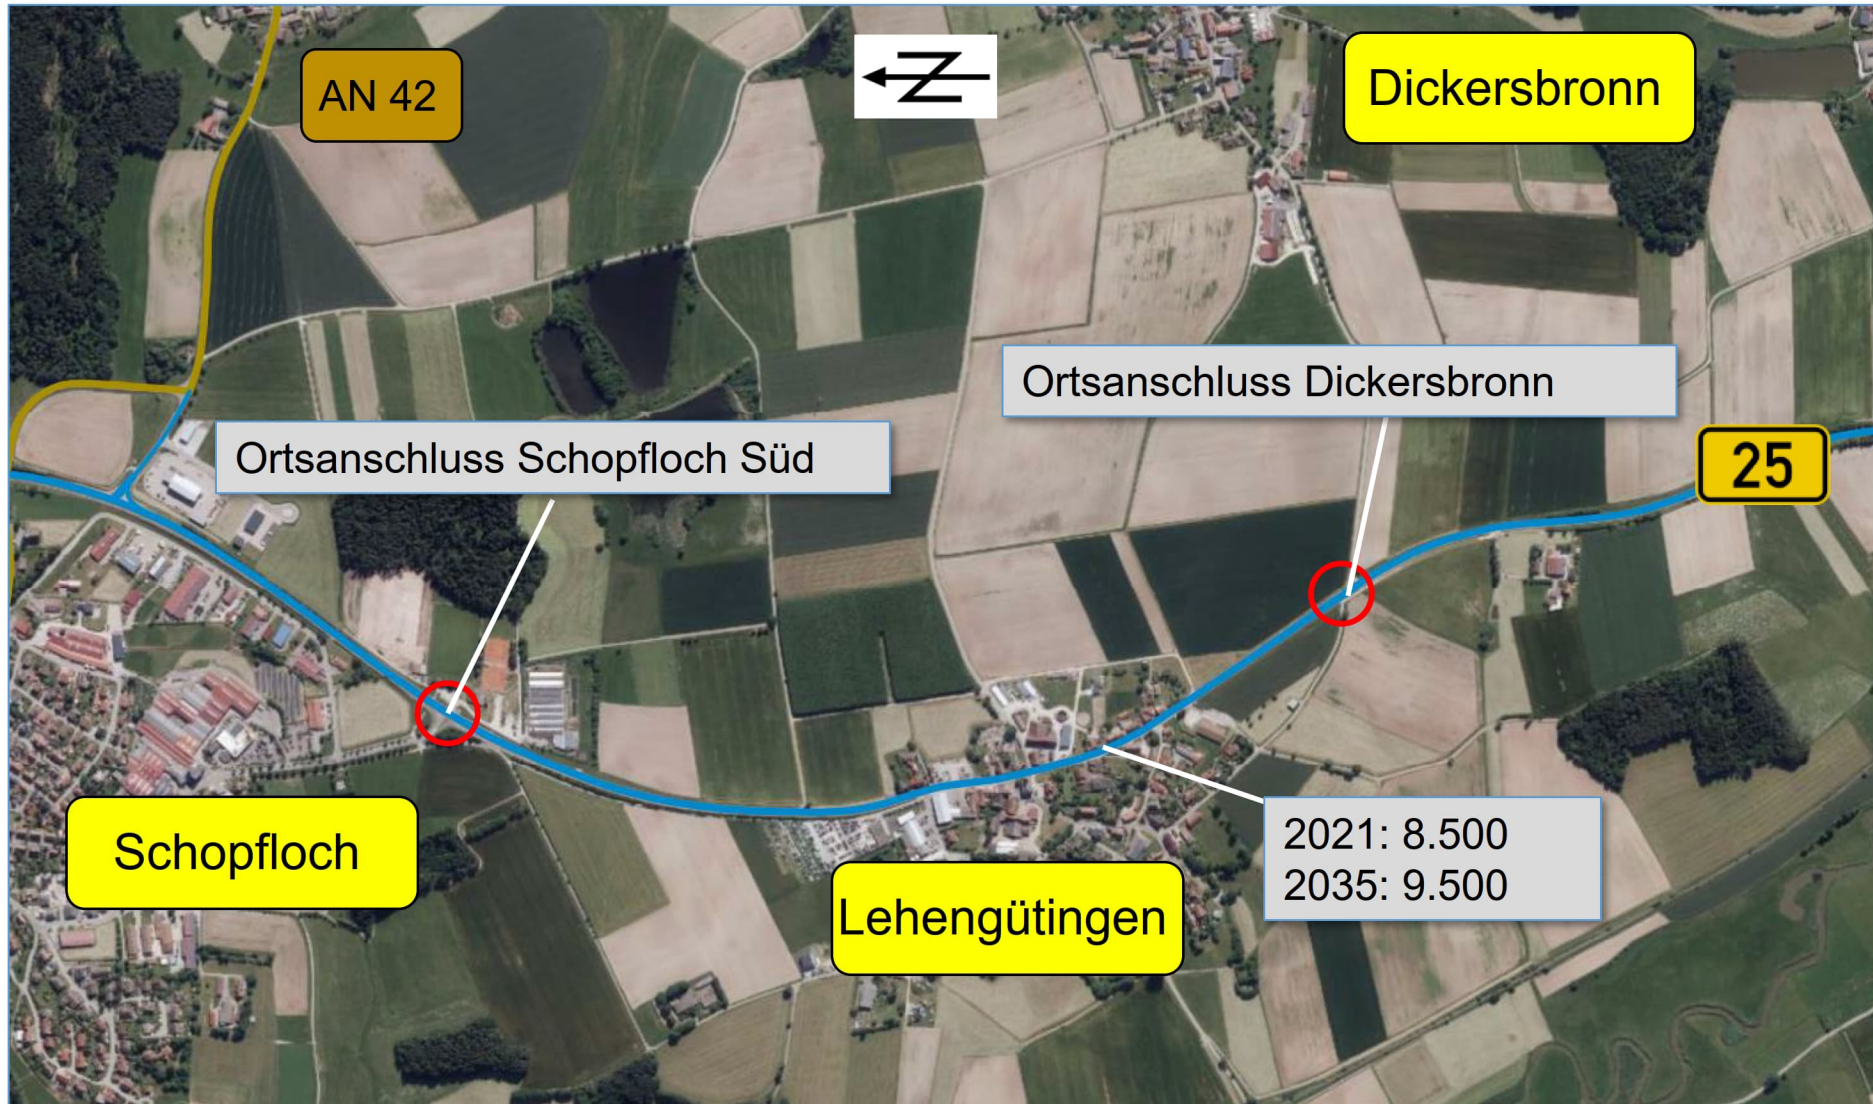 AN 42
N
Dickersbronn
Ortsanschluss Dickersbronn
Ortsanschluss Schopfloch Süd
25
Schopfloch
2021: 8.500
2035: 9.500
Lehengütingen